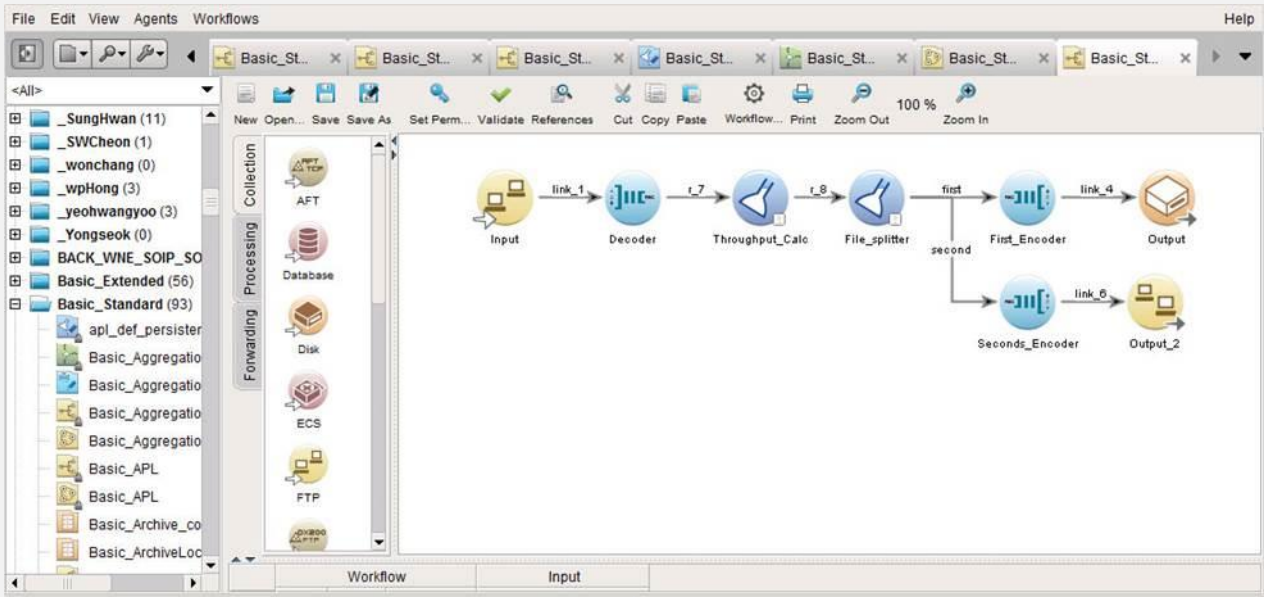 File Edit View Agents Workflows Help
Basic_St... Basic_St... Basic_St... Basic_St... Basic_St... Basic_St... Basic_St...
<All>
New Open... Save Save As Set Perm... Validate References Cut Copy Paste Workflow... Print Zoom Out 100 % Zoom In
_SungHwan (11)
_SWCheon (1)
_wonchang (0)
_wpHong (3)
_yeohwangyoo (3)
_Yongseok (0)
BACK_WNE_SOIP_SO
Basic_Extended (56)
Basic_Standard (93)
apl_def_persister
Basic_Aggregatio
Basic_Aggregatio
Basic_Aggregatio
Basic_Aggregatio
Basic_APL
Basic_APL
Basic_Archive_co
Basic_ArchiveLoc
Collection
Processing
Forwarding
AFT
TCP
AFT
Database
Disk
ECS
FTP
DX200
FTP
link_1 r_7 r_8 first link_4
Input Decoder Throughput_Calc File_splitter First_Encoder Output
second
link_6
Seconds_Encoder Output_2
Workflow Input